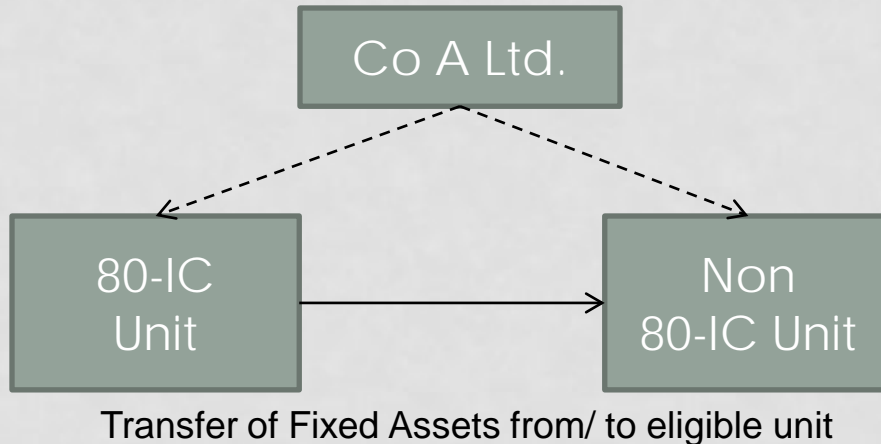 Co A Ltd.
80-IC
Unit
Non
80-IC Unit
Transfer of Fixed Assets from/ to eligible unit